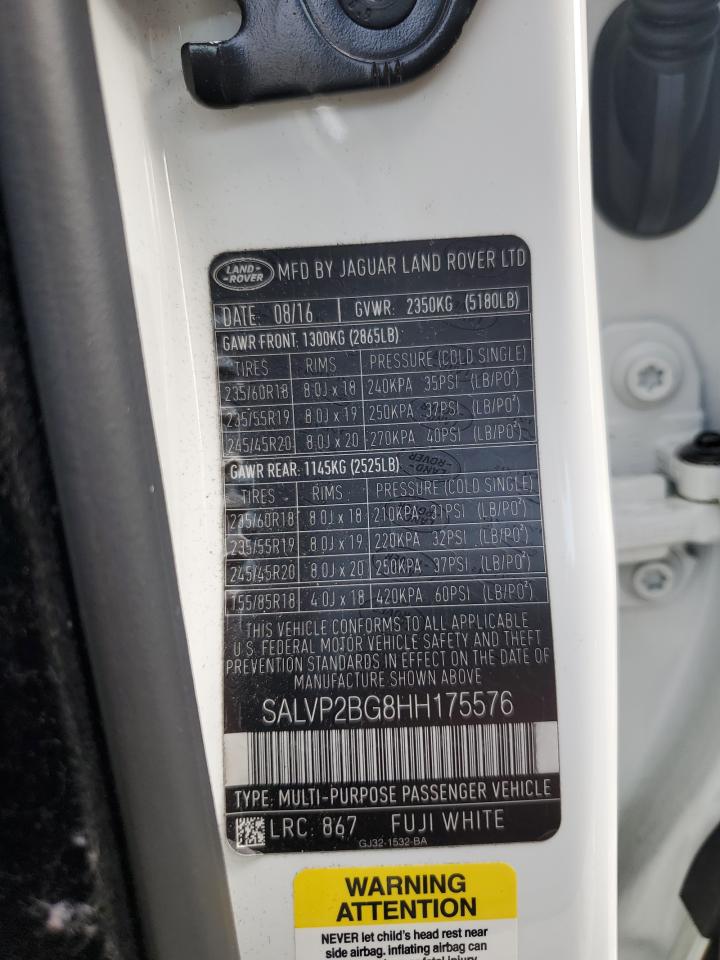 LAND
ROVER
MFD BY JAGUAR LAND ROVER LTD
DATE: 08/16 GVWR: 2350KG (5180LB)
GAWR FRONT: 1300KG (2865LB)
TIRES RIMS PRESSURE (COLD SINGLE)
235/60R18 8.0J x 18 240KPA 35PSI (LB/PO²)
235/55R19 8.0J x 19 250KPA 37PSI (LB/PO²)
245/45R20 8.0J x 20 270KPA 40PSI (LB/PO²)
GAWR REAR: 1145KG (2525LB)
TIRES RIMS PRESSURE (COLD SINGLE)
235/60R18 8.0J x 18 210KPA 31PSI (LB/PO²)
235/55R19 8.0J x 19 220KPA 32PSI (LB/PO²)
245/45R20 8.0J x 20 250KPA 37PSI (LB/PO²)
155/85R18 4.0J x 18 420KPA 60PSI (LB/PO²)
THIS VEHICLE CONFORMS TO ALL APPLICABLE
U.S. FEDERAL MOTOR VEHICLE SAFETY AND THEFT
PREVENTION STANDARDS IN EFFECT ON THE DATE OF
MANUFACTURE SHOWN ABOVE
SALVP2BG8HH175576
TYPE: MULTI-PURPOSE PASSENGER VEHICLE
LRC: 867 FUJI WHITE
GJ32-1532-BA
WARNING
ATTENTION
NEVER let child's head rest near
side airbag. inflating airbag can